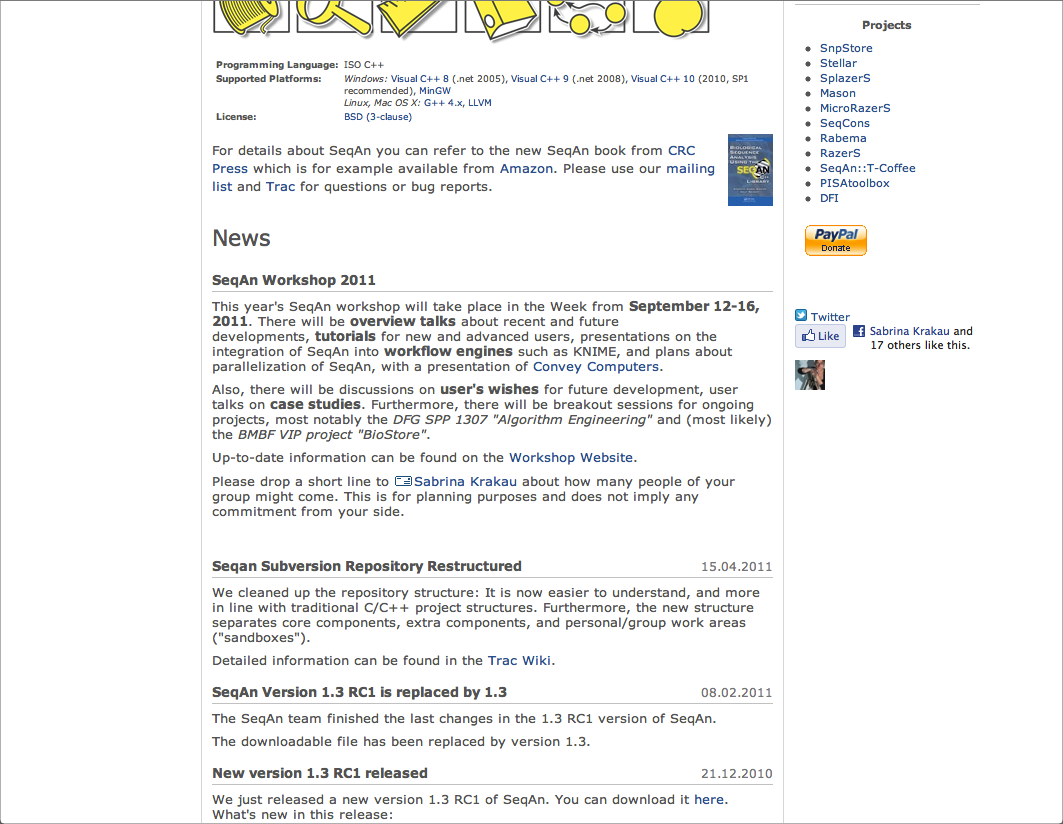 Programming Language: ISO C++
Supported Platforms: Windows: Visual C++ 8 (.net 2005), Visual C++ 9 (.net 2008), Visual C++ 10 (2010, SP1
recommended), MinGW
Linux, Mac OS X: G++ 4.x, LLVM
License: BSD (3-clause)
For details about SeqAn you can refer to the new SeqAn book from CRC
Press which is for example available from Amazon. Please use our mailing
list and Trac for questions or bug reports.
BIOLOGICAL
SEQUENCE
ANALYSIS
USING THE
SEQAN
LIBRARY
News
SeqAn Workshop 2011
This year's SeqAn workshop will take place in the Week from September 12-16,
2011. There will be overview talks about recent and future
developments, tutorials for new and advanced users, presentations on the
integration of SeqAn into workflow engines such as KNIME, and plans about
parallelization of SeqAn, with a presentation of Convey Computers.
Also, there will be discussions on user's wishes for future development, user
talks on case studies. Furthermore, there will be breakout sessions for ongoing
projects, most notably the DFG SPP 1307 "Algorithm Engineering" and (most likely)
the BMBF VIP project "BioStore".
Up-to-date information can be found on the Workshop Website.
Please drop a short line to Sabrina Krakau about how many people of your
group might come. This is for planning purposes and does not imply any
commitment from your side.
Seqan Subversion Repository Restructured 15.04.2011
We cleaned up the repository structure: It is now easier to understand, and more
in line with traditional C/C++ project structures. Furthermore, the new structure
separates core components, extra components, and personal/group work areas
("sandboxes").
Detailed information can be found in the Trac Wiki.
SeqAn Version 1.3 RC1 is replaced by 1.3 08.02.2011
The SeqAn team finished the last changes in the 1.3 RC1 version of SeqAn.
The downloadable file has been replaced by version 1.3.
New version 1.3 RC1 released 21.12.2010
We just released a new version 1.3 RC1 of SeqAn. You can download it here.
What's new in this release:
Projects
SnpStore
Stellar
SplazerS
Mason
MicroRazerS
SeqCons
Rabema
RazerS
SeqAn::T-Coffee
PISAtoolbox
DFI
PayPal
Donate
Twitter
Like Sabrina Krakau and
17 others like this.